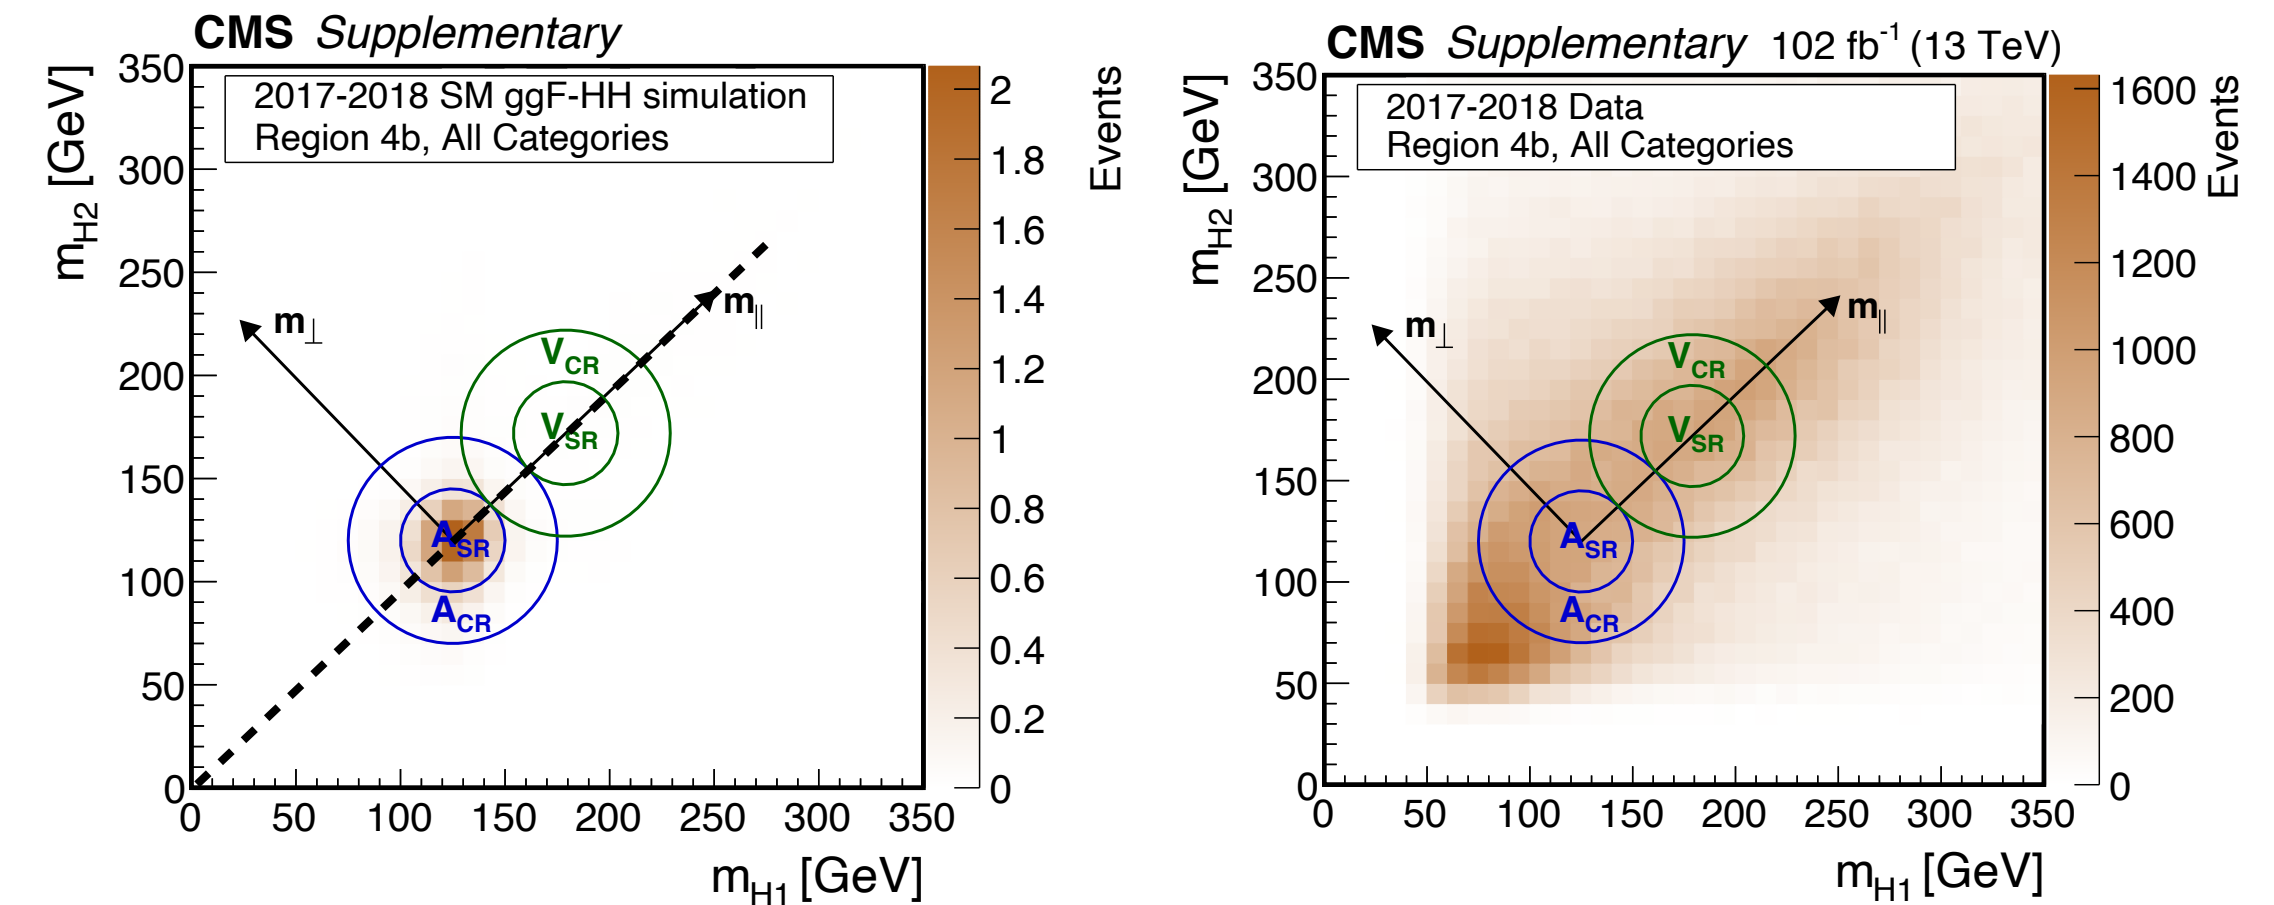 CMS Supplementary
2017-2018 SM ggF-HH simulation
Region 4b, All Categories
m_H2 [GeV]
350
300
250
200
150
100
50
0
0 50 100 150 200 250 300 350
m_H1 [GeV]
m⊥
m||
V_CR
V_SR
A_SR
A_CR
Events
2
1.8
1.6
1.4
1.2
1
0.8
0.6
0.4
0.2
0
CMS Supplementary 102 fb⁻¹ (13 TeV)
2017-2018 Data
Region 4b, All Categories
m_H2 [GeV]
350
300
250
200
150
100
50
0
0 50 100 150 200 250 300 350
m_H1 [GeV]
m⊥
m||
V_CR
V_SR
A_SR
A_CR
Events
1600
1400
1200
1000
800
600
400
200
0